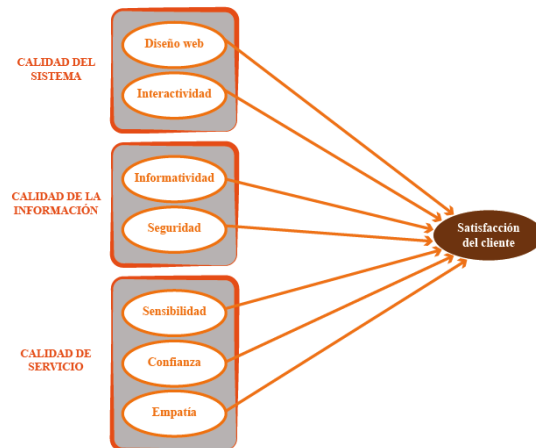 CALIDAD DEL
SISTEMA
Diseño web
Interactividad
CALIDAD DE LA
INFORMACIÓN
Informatividad
Seguridad
CALIDAD DE
SERVICIO
Sensibilidad
Confianza
Empatía
Satisfacción
del cliente